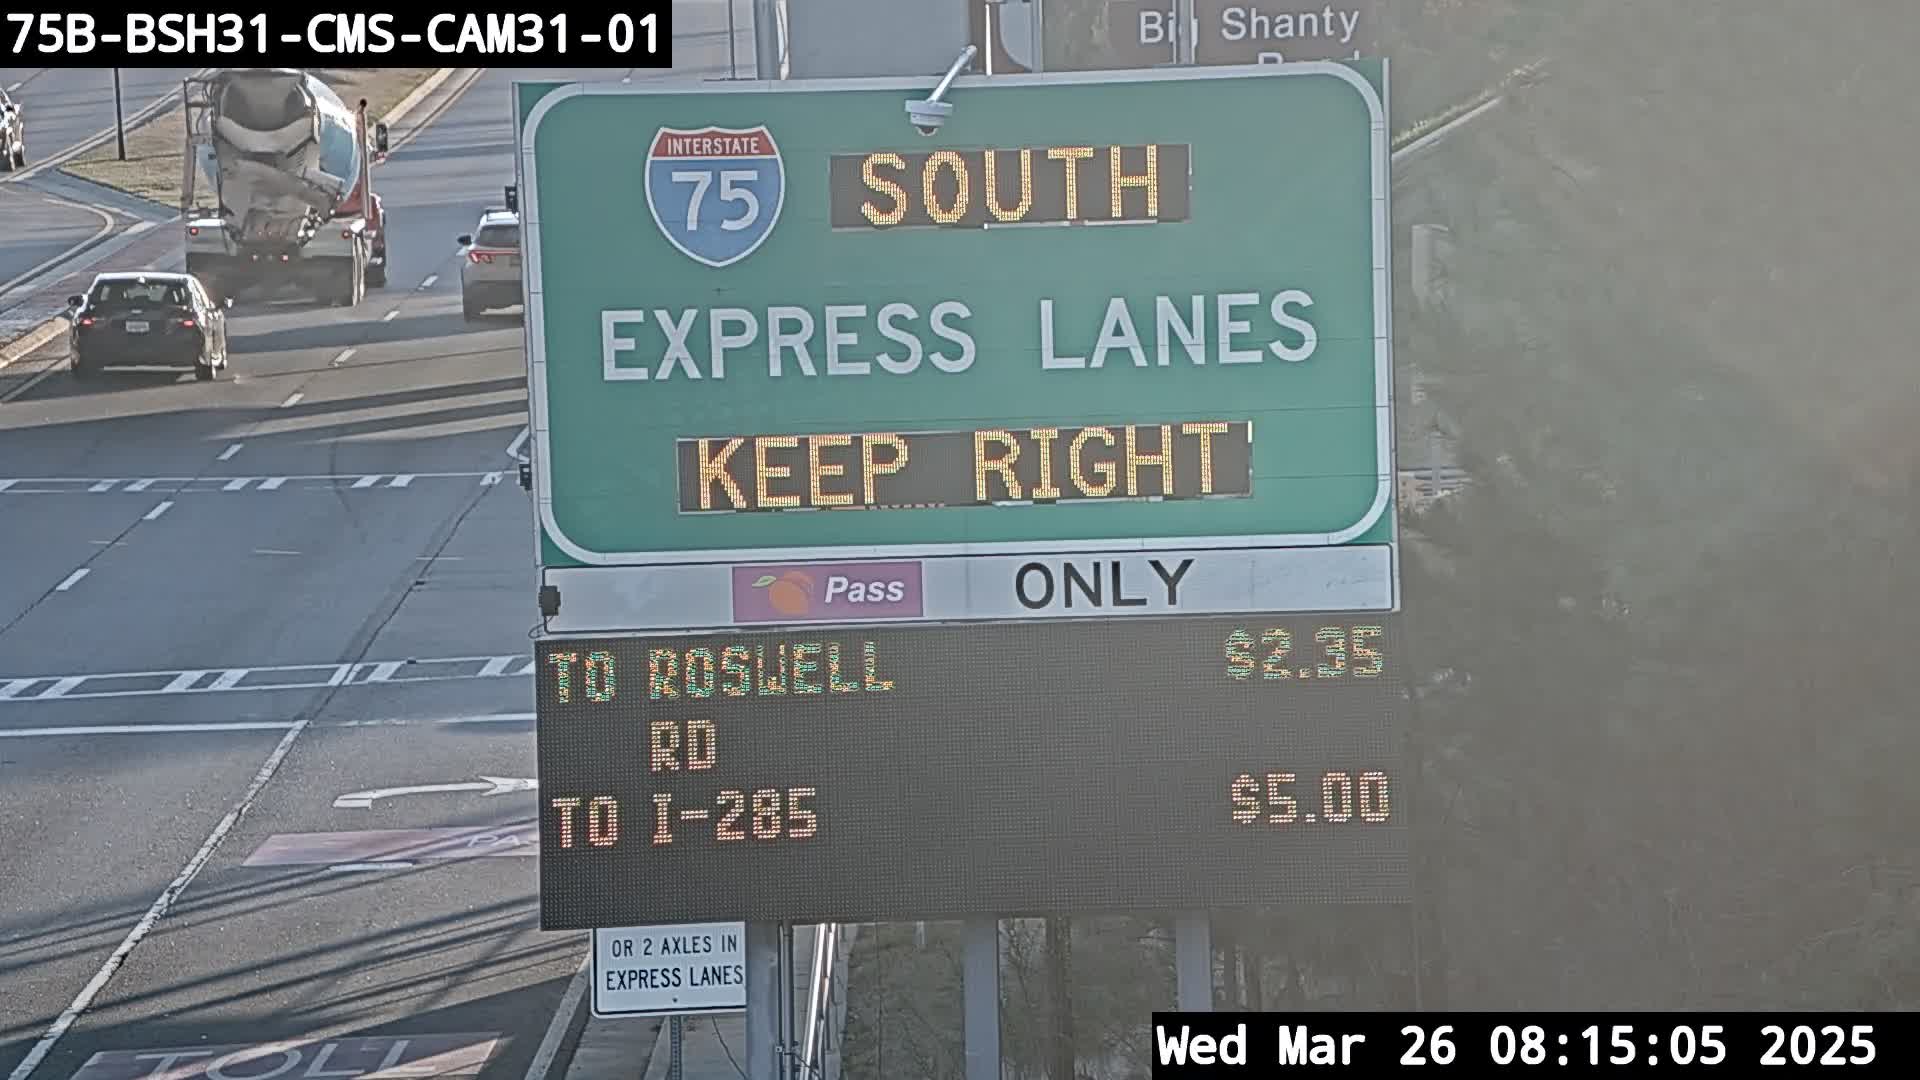 75B-BSH31-CMS-CAM31-01
Big Shanty
INTERSTATE
75
SOUTH
EXPRESS LANES
KEEP RIGHT
Pass
ONLY
TO ROSWELL $2.35
RD
TO I-285 $5.00
PA
OR 2 AXLES IN
EXPRESS LANES
TOLL
Wed Mar 26 08:15:05 2025